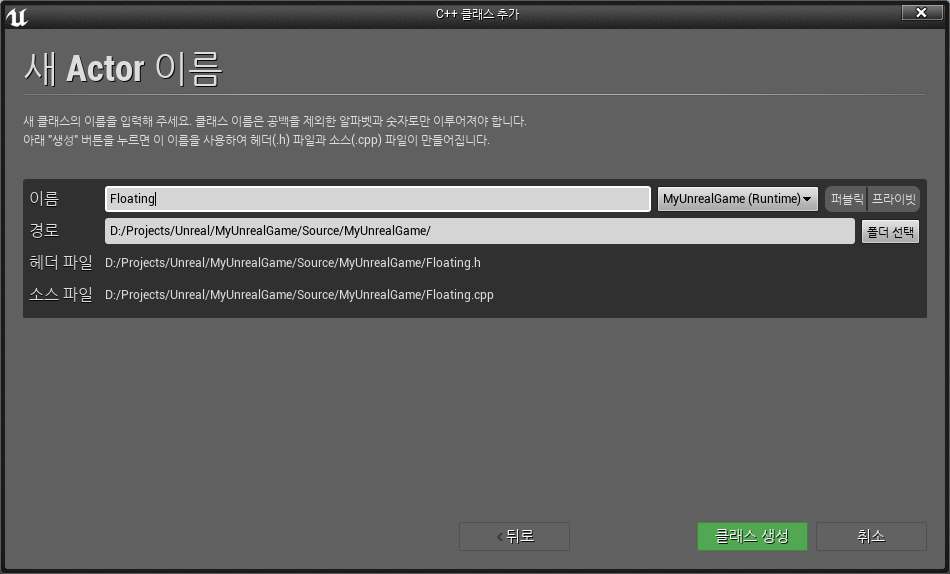 C++ 클래스 추가
새 Actor 이름
새 클래스의 이름을 입력해 주세요. 클래스 이름은 공백을 제외한 알파벳과 숫자로만 이루어져야 합니다.
아래 "생성" 버튼을 누르면 이 이름을 사용하여 헤더(.h) 파일과 소스(.cpp) 파일이 만들어집니다.
이름 Floating MyUnrealGame (Runtime) 퍼블릭 프라이빗
경로 D:/Projects/Unreal/MyUnrealGame/Source/MyUnrealGame/ 폴더 선택
헤더 파일 D:/Projects/Unreal/MyUnrealGame/Source/MyUnrealGame/Floating.h
소스 파일 D:/Projects/Unreal/MyUnrealGame/Source/MyUnrealGame/Floating.cpp
뒤로 클래스 생성 취소